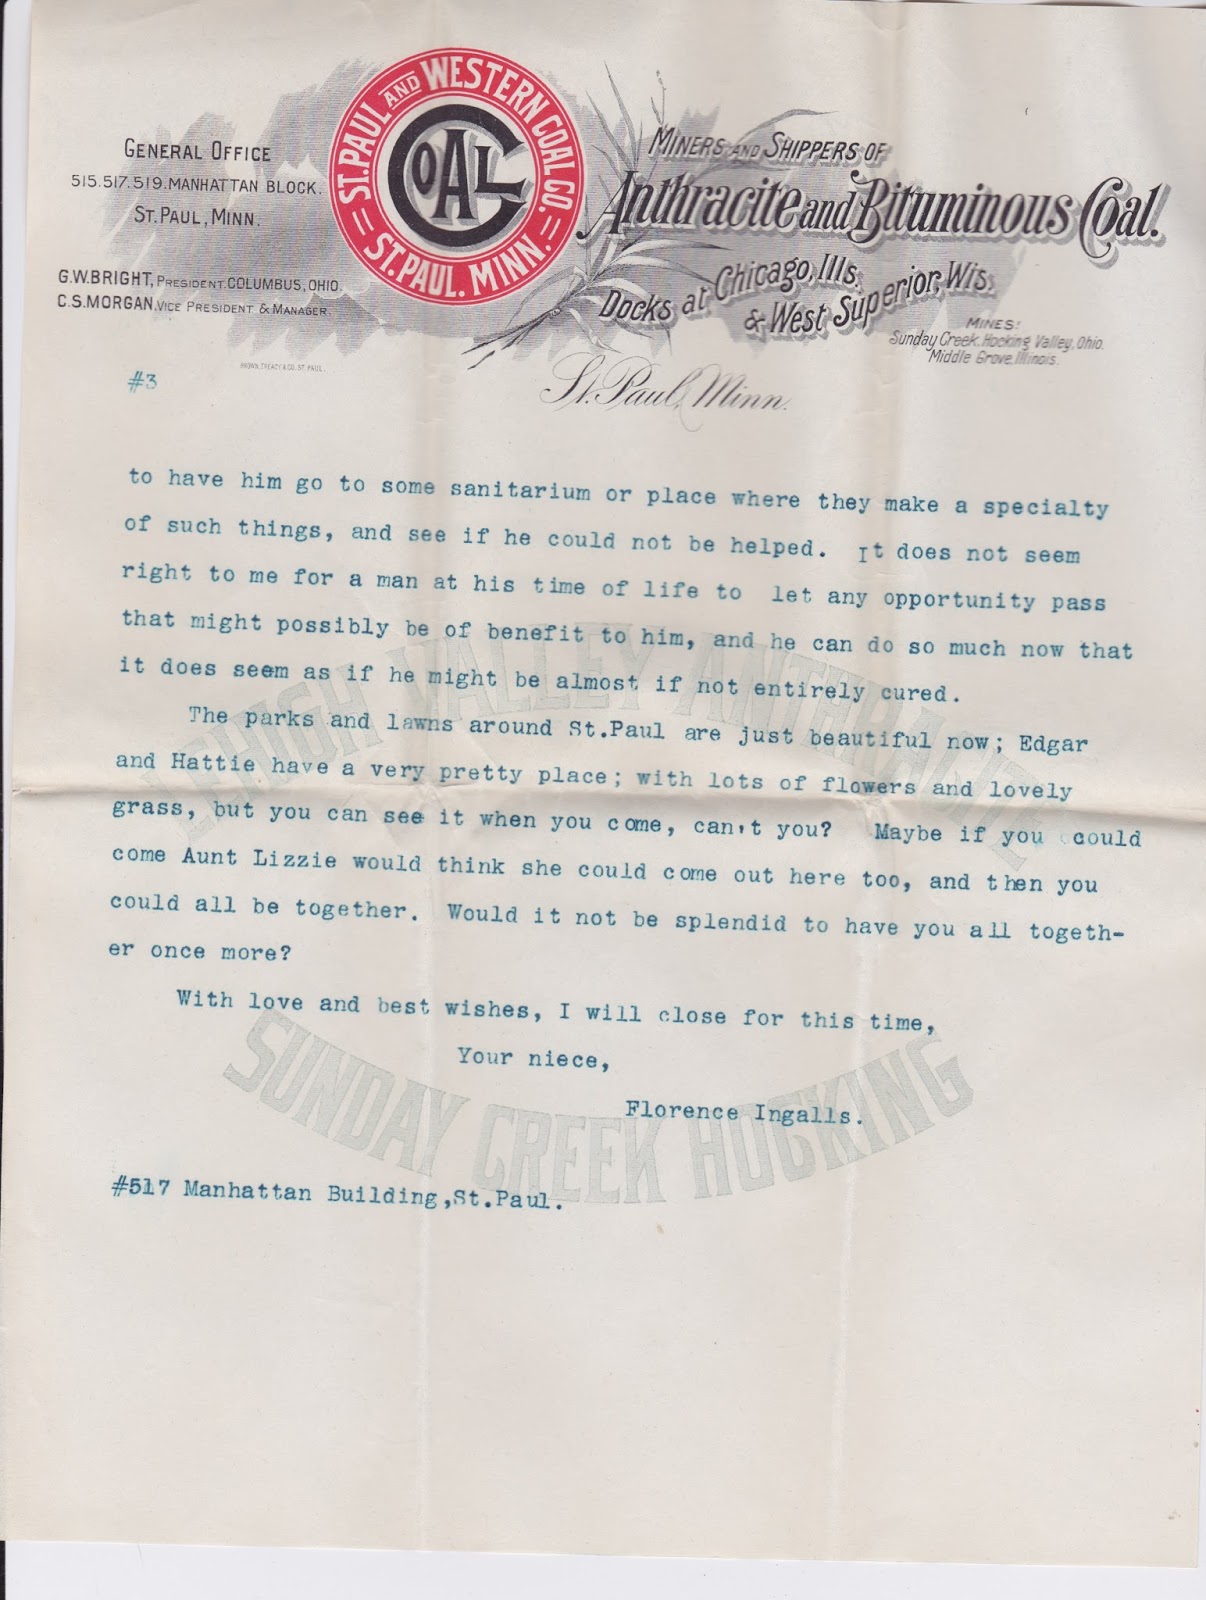 GENERAL OFFICE
515.517.519.MANHATTAN BLOCK.
ST. PAUL, MINN.
G.W.BRIGHT, PRESIDENT. COLUMBUS, OHIO.
C.S.MORGAN. VICE PRESIDENT & MANAGER.
BROWN, TREACY & CO. ST. PAUL.
ST. PAUL AND WESTERN COAL CO.
COAL
ST. PAUL. MINN.
MINERS AND SHIPPERS OF
Anthracite and Bituminous Coal.
Docks at Chicago, Ills.
& West Superior, Wis.
MINES:
Sunday Creek. Hocking Valley, Ohio.
Middle Grove, Illinois.
#3
St. Paul, Minn.
to have him go to some sanitarium or place where they make a specialty
of such things, and see if he could not be helped. It does not seem
right to me for a man at his time of life to let any opportunity pass
that might possibly be of benefit to him, and he can do so much now that
it does seem as if he might be almost if not entirely cured.
The parks and lawns around St.Paul are just beautiful now; Edgar
and Hattie have a very pretty place; with lots of flowers and lovely
grass, but you can see it when you come, can't you? Maybe if you could
come Aunt Lizzie would think she could come out here too, and then you
could all be together. Would it not be splendid to have you all togeth-
er once more?
With love and best wishes, I will close for this time,
Your niece,
Florence Ingalls.
#517 Manhattan Building,St.Paul.
LEHIGH VALLEY ANTHRACITE
SUNDAY CREEK HOCKING